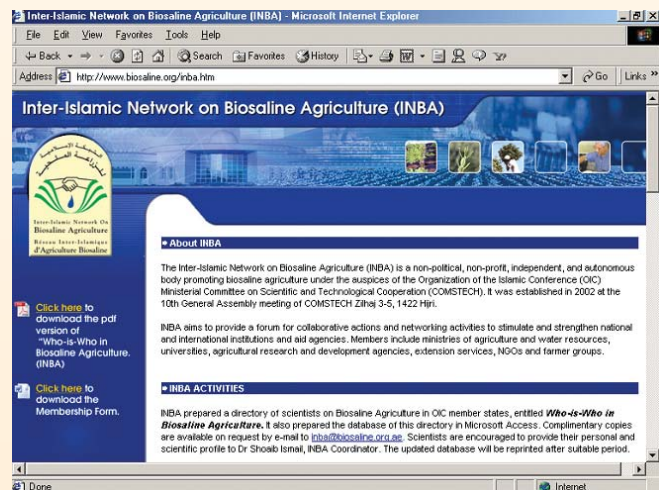 Inter-Islamic Network on Biosaline Agriculture (INBA) - Microsoft Internet Explorer
File Edit View Favorites Tools Help
Back Search Favorites History
Address http://www.biosaline.org/inba.htm Go Links »
Inter-Islamic Network on Biosaline Agriculture (INBA)
Inter-Islamic Network On
Biosaline Agriculture
Réseau Inter-Islamique
d'Agriculture Biosaline
Click here to
download the pdf
version of
"Who-is-Who in
Biosaline Agriculture.
(INBA)
Click here to
download the
Membership Form.
About INBA
The Inter-Islamic Network on Biosaline Agriculture (INBA) is a non-political, non-profit, independent, and autonomous
body promoting biosaline agriculture under the auspices of the Organization of the Islamic Conference (OIC)
Ministerial Committee on Scientific and Technological Cooperation (COMSTECH). It was established in 2002 at the
10th General Assembly meeting of COMSTECH Zilhaj 3-5, 1422 Hijri.
INBA aims to provide a forum for collaborative actions and networking activities to stimulate and strengthen national
and international institutions and aid agencies. Members include ministries of agriculture and water resources,
universities, agricultural research and development agencies, extension services, NGOs and farmer groups.
INBA ACTIVITIES
INBA prepared a directory of scientists on Biosaline Agriculture in OIC member states, entitled Who-is-Who in
Biosaline Agriculture. It also prepared the database of this directory in Microsoft Access. Complimentary copies
are available on request by e-mail to inba@biosaline.org.ae. Scientists are encouraged to provide their personal and
scientific profile to Dr Shoaib Ismail, INBA Coordinator. The updated database will be reprinted after suitable period.
Done Internet